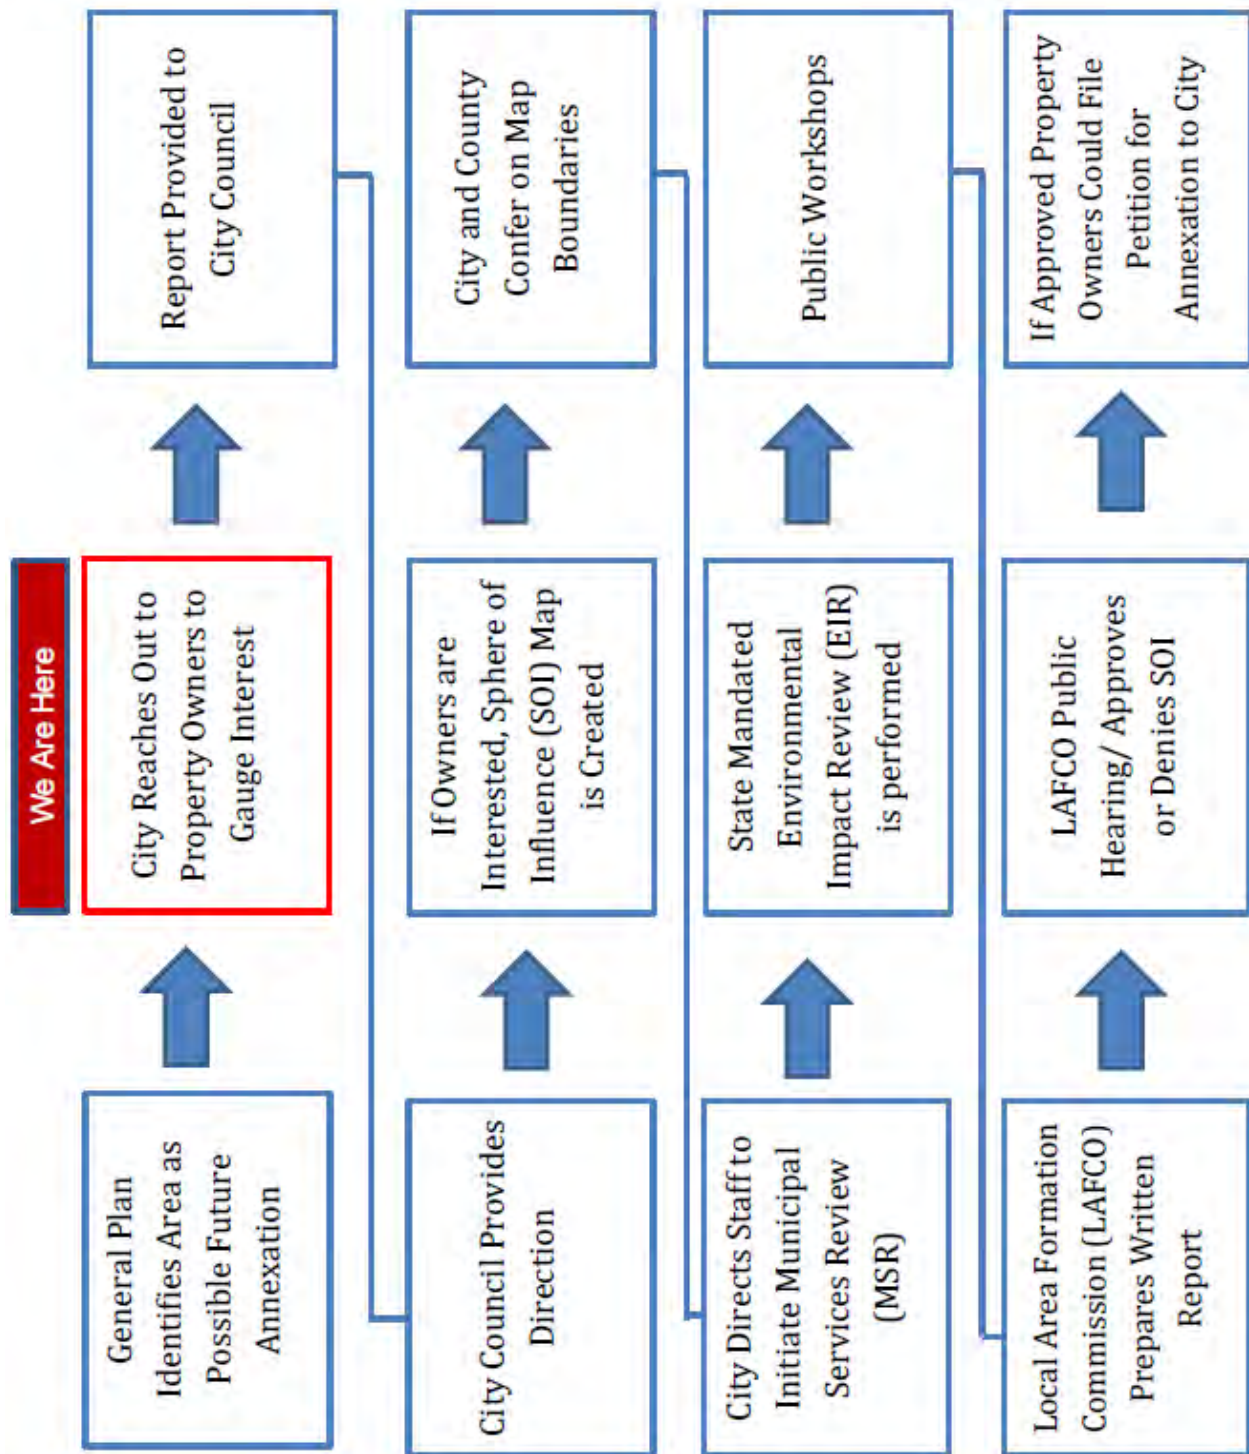 We Are Here
General Plan
Identifies Area as
Possible Future
Annexation
City Reaches Out to
Property Owners to
Gauge Interest
Report Provided to
City Council
City Council Provides
Direction
If Owners are
Interested, Sphere of
Influence (SOI) Map
is Created
City and County
Confer on Map
Boundaries
City Directs Staff to
Initiate Municipal
Services Review
(MSR)
State Mandated
Environmental
Impact Review (EIR)
is performed
Public Workshops
Local Area Formation
Commission (LAFCO)
Prepares Written
Report
LAFCO Public
Hearing/ Approves
or Denies SOI
If Approved Property
Owners Could File
Petition for
Annexation to City